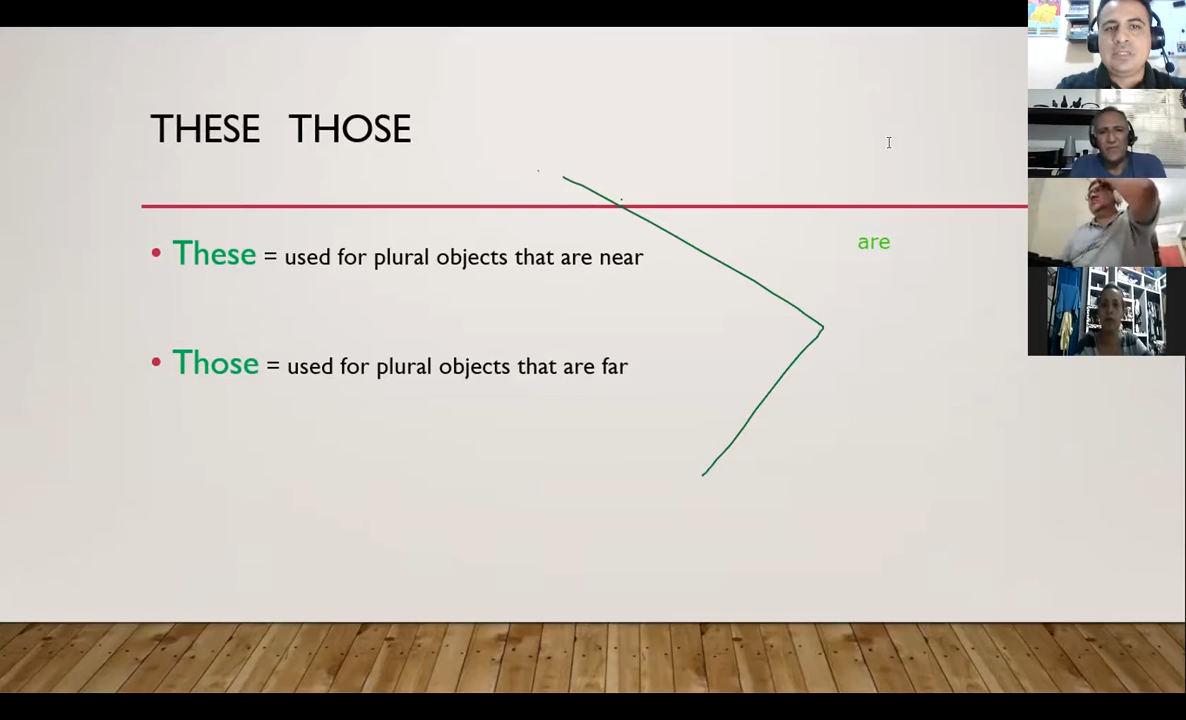 THESE THOSE
are
These = used for plural objects that are near
Those = used for plural objects that are far